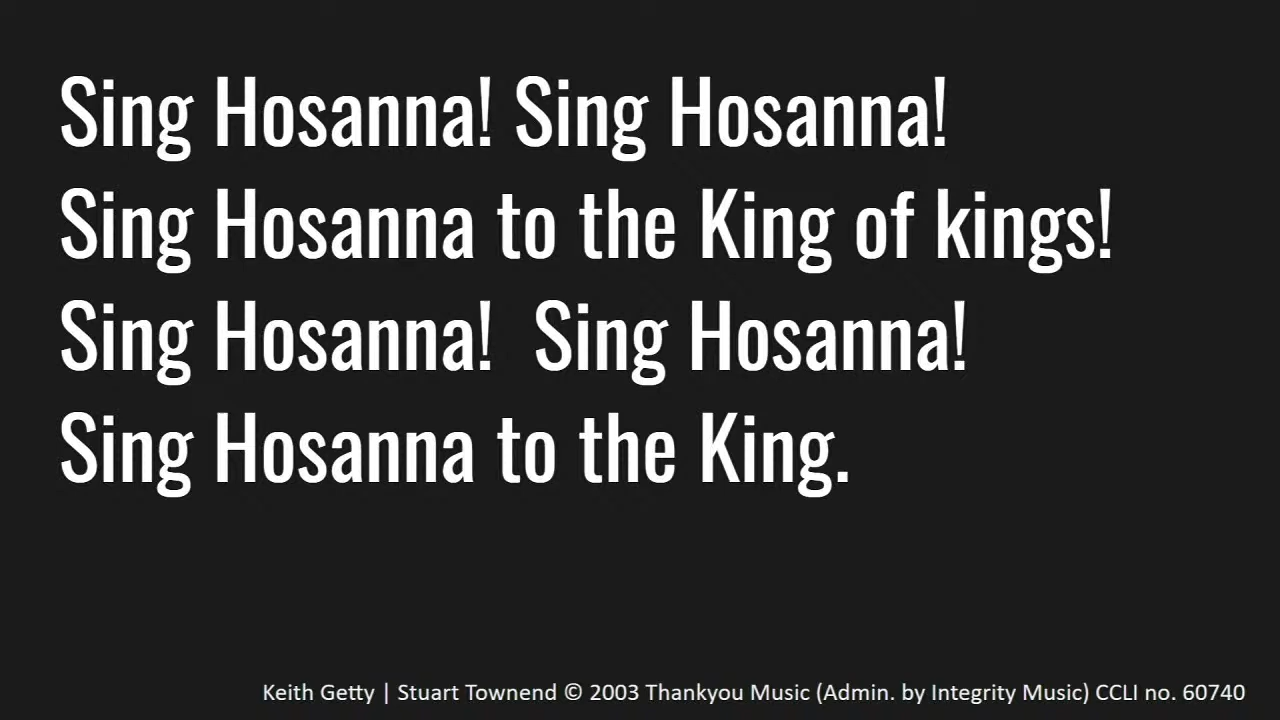 Sing Hosanna! Sing Hosanna!
Sing Hosanna to the King of kings!
Sing Hosanna!  Sing Hosanna!
Sing Hosanna to the King.
Keith Getty | Stuart Townend © 2003 Thankyou Music (Admin. by Integrity Music) CCLI no. 60740